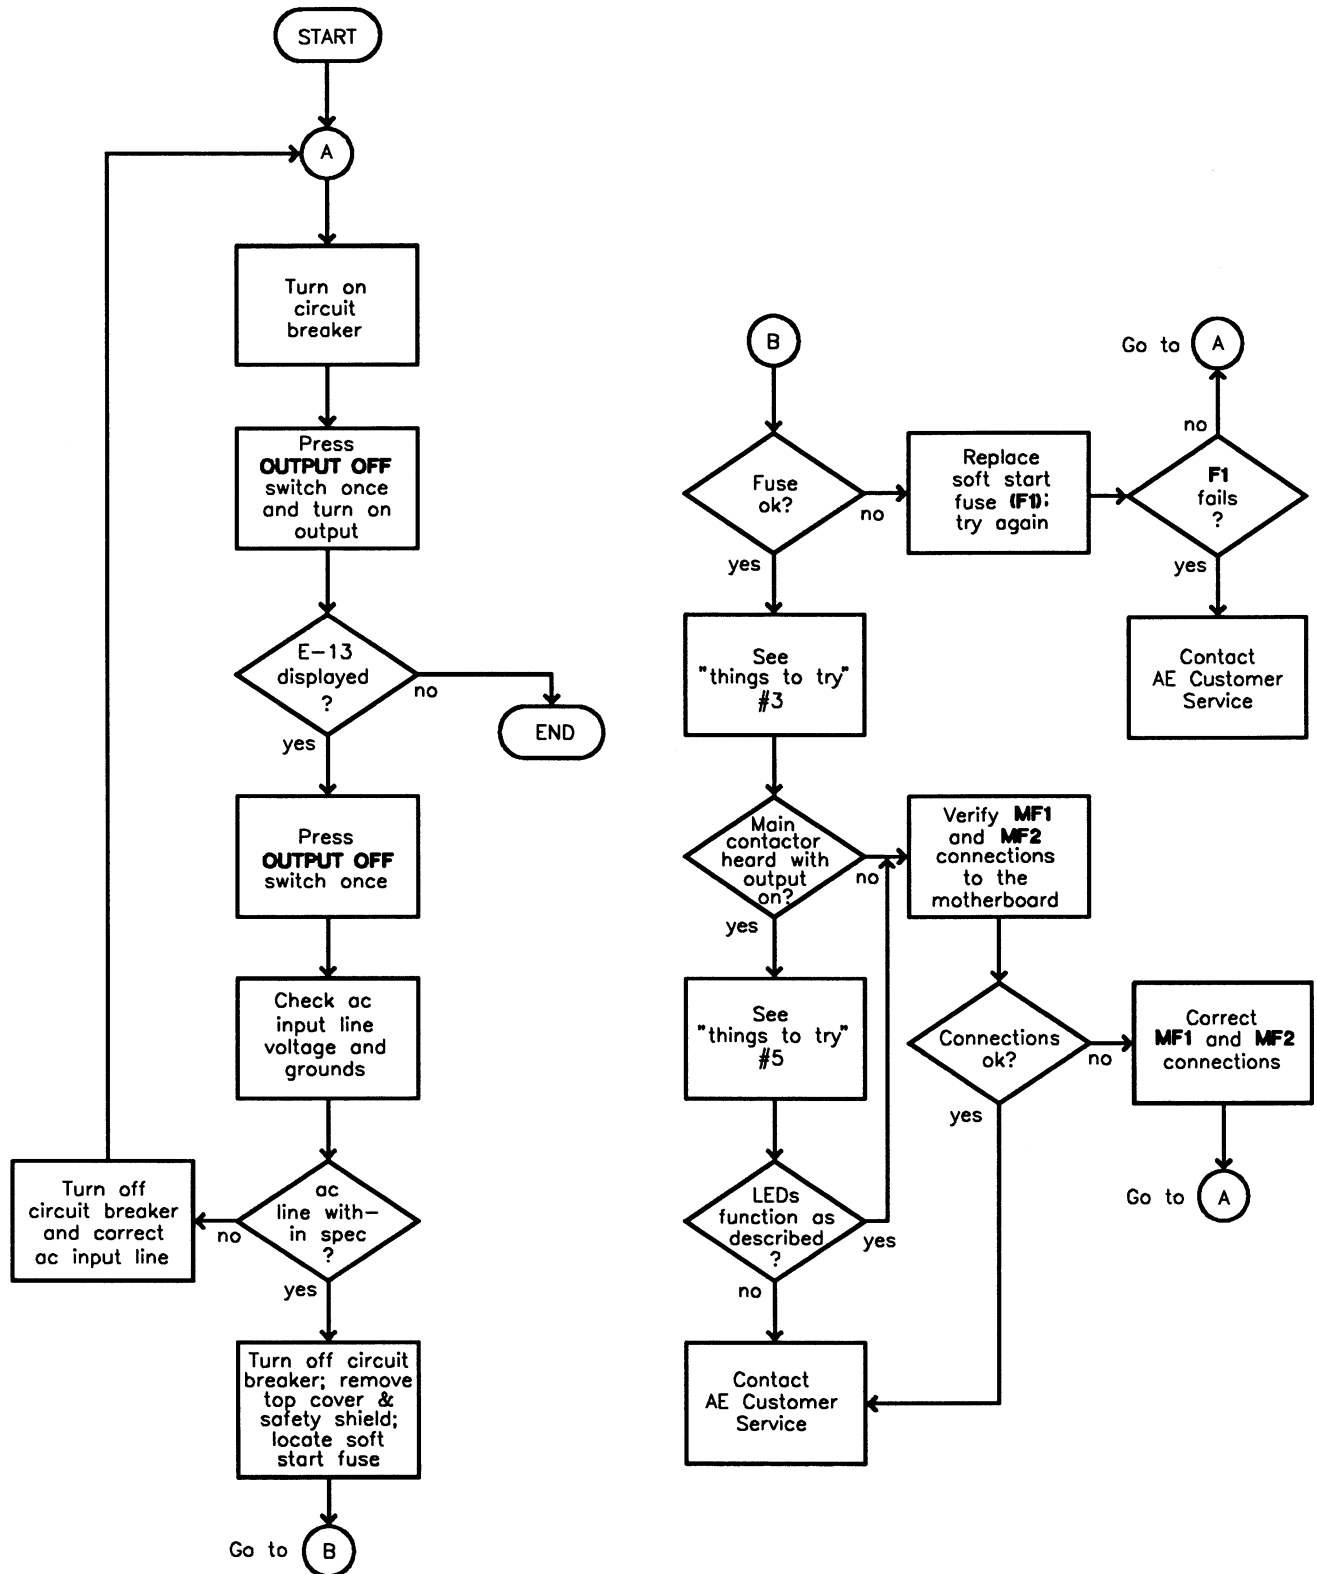 START
A
Turn on
circuit
breaker
Press
OUTPUT OFF
switch once
and turn on
output
E-13
displayed
?
no
END
yes
Press
OUTPUT OFF
switch once
Check ac
input line
voltage and
grounds
ac
line with-
in spec
?
no
Turn off
circuit breaker
and correct
ac input line
yes
Turn off circuit
breaker; remove
top cover &
safety shield;
locate soft
start fuse
Go to
B
B
Fuse
ok?
no
Replace
soft start
fuse (F1);
try again
F1
fails
?
no
Go to
A
yes
Contact
AE Customer
Service
yes
See
"things to try"
#3
Main
contactor
heard with
output
on?
no
Verify MF1
and MF2
connections
to the
motherboard
Connections
ok?
no
Correct
MF1 and MF2
connections
Go to
A
yes
yes
See
"things to try"
#5
LEDs
function as
described
?
yes
no
Contact
AE Customer
Service